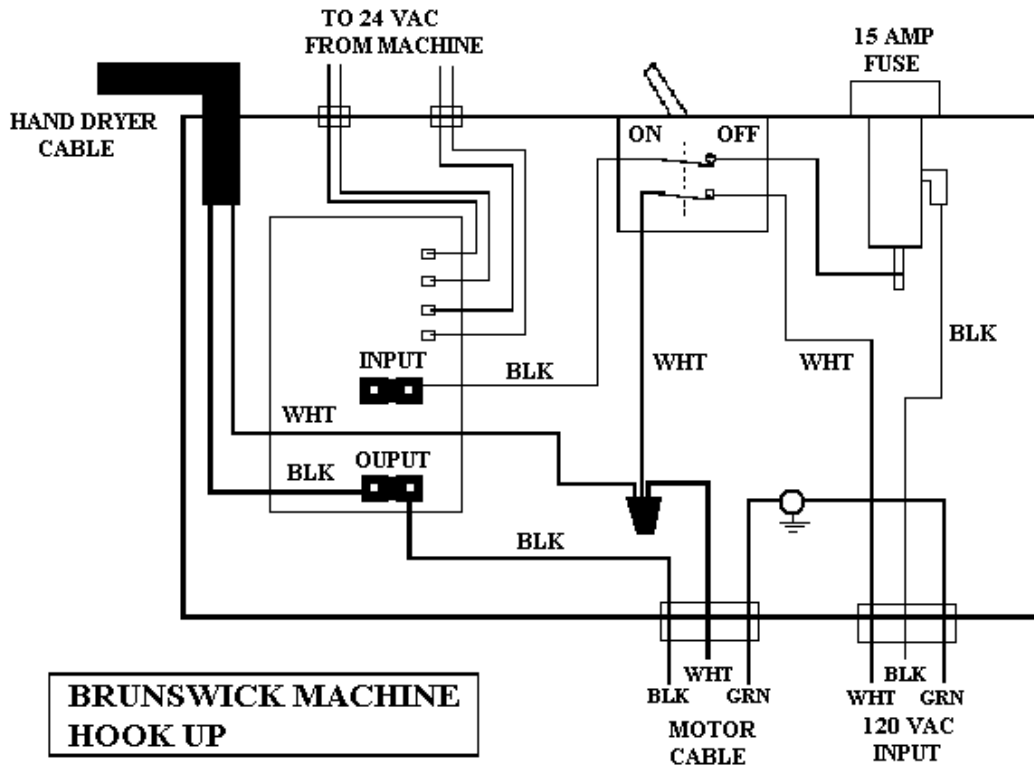 TO 24 VAC
FROM MACHINE
15 AMP
FUSE
HAND DRYER
CABLE
ON OFF
BLK
INPUT
BLK
WHT
WHT
WHT
OUPUT
BLK
BLK
WHT
BLK
GRN
BLK
WHT
GRN
MOTOR
CABLE
120 VAC
INPUT
BRUNSWICK MACHINE
HOOK UP